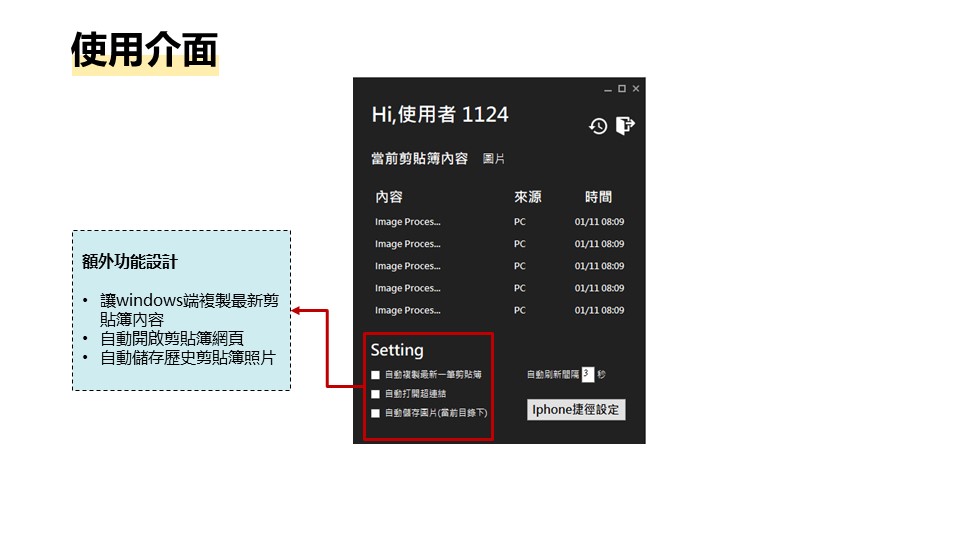 使用介面
Hi,使用者 1124
當前剪貼簿內容 圖片
內容 來源 時間
Image Proces... PC 01/11 08:09
Image Proces... PC 01/11 08:09
Image Proces... PC 01/11 08:09
Image Proces... PC 01/11 08:09
Image Proces... PC 01/11 08:09
Setting
自動複製最新一筆剪貼簿
自動打開超連結
自動儲存圖片(當前目錄下)
自動刷新間隔 3 秒
Iphone捷徑設定
額外功能設計
• 讓windows端複製最新剪
貼簿內容
• 自動開啟剪貼簿網頁
• 自動儲存歷史剪貼簿照片